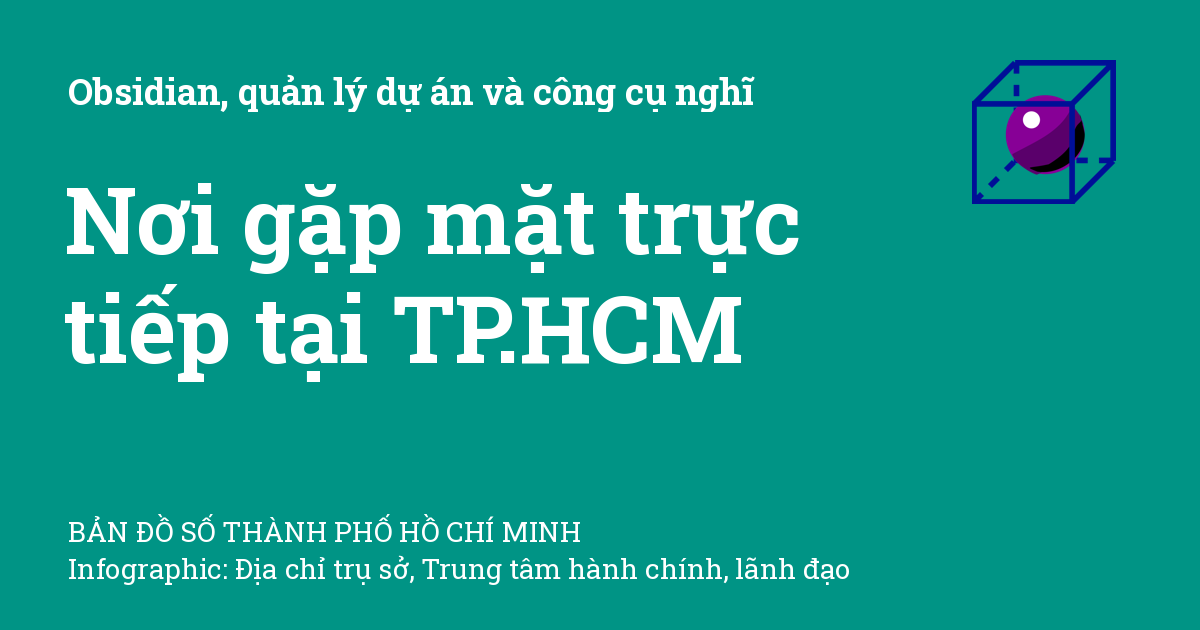 Obsidian, quản lý dự án và công cụ nghĩ
Nơi gặp mặt trực
tiếp tại TP.HCM
BẢN ĐỒ SỐ THÀNH PHỐ HỒ CHÍ MINH
Infographic: Địa chỉ trụ sở, Trung tâm hành chính, lãnh đạo